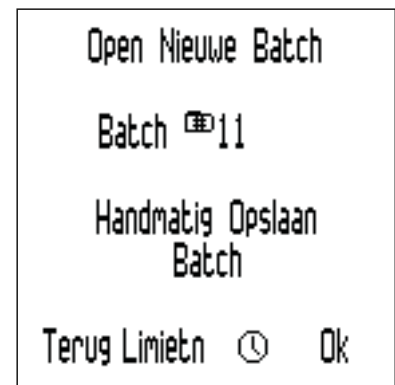 Open Nieuwe Batch
Batch #11
Handmatig Opslaan
Batch
Terug Limietn Ok